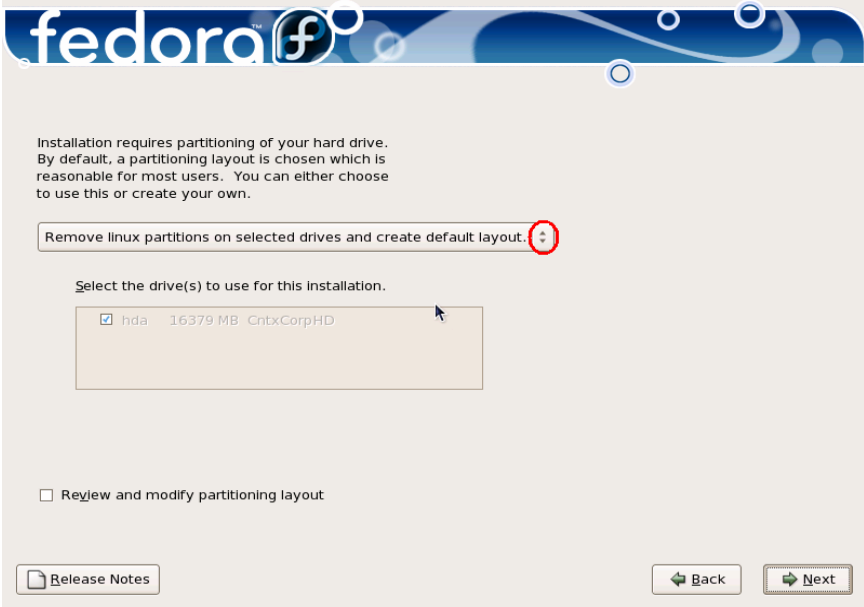 fedora™
Installation requires partitioning of your hard drive.
By default, a partitioning layout is chosen which is
reasonable for most users. You can either choose
to use this or create your own.
Remove linux partitions on selected drives and create default layout.
Select the drive(s) to use for this installation.
hda 16379 MB CntxCorpHD
Review and modify partitioning layout
Release Notes
Back
Next